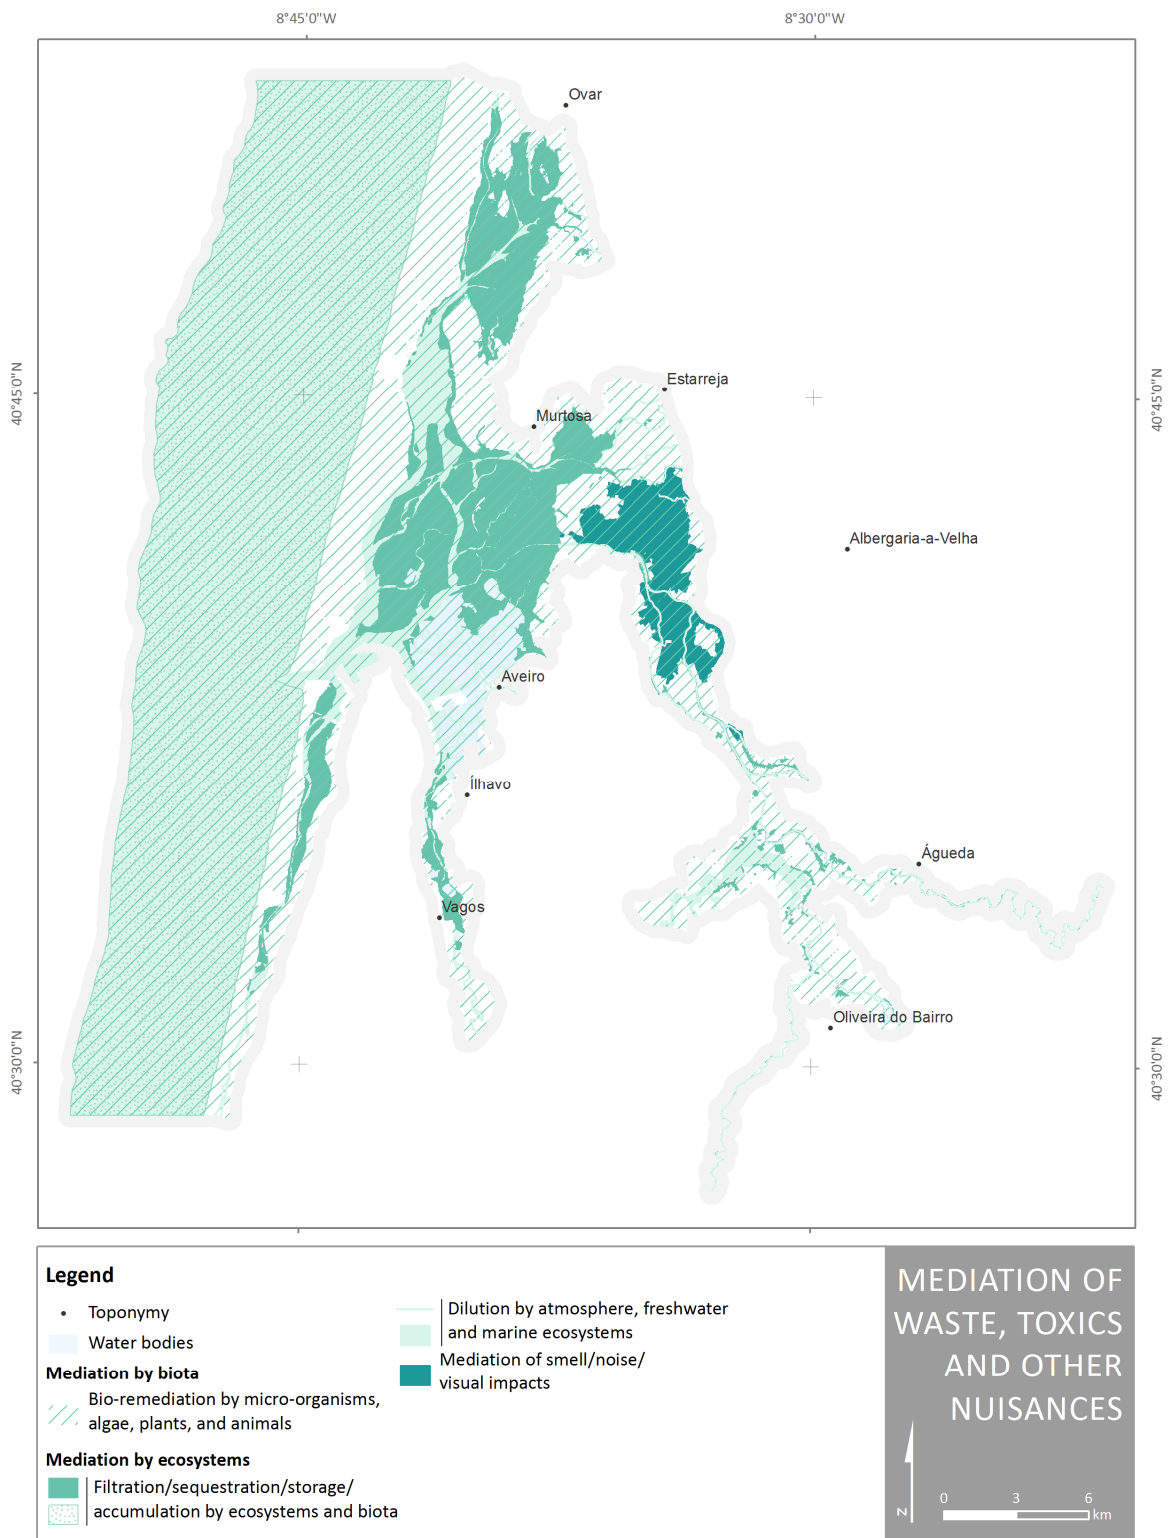 8°45'0"W
8°30'0"W
Ovar
40°45'0"N
40°45'0"N
Estarreja
Murtosa
Albergaria-a-Velha
Aveiro
Ílhavo
Águeda
Vagos
Oliveira do Bairro
40°30'0"N
40°30'0"N
Legend
Toponymy
Water bodies
Mediation by biota
Bio-remediation by micro-organisms,
algae, plants, and animals
Mediation by ecosystems
Filtration/sequestration/storage/
accumulation by ecosystems and biota
Dilution by atmosphere, freshwater
and marine ecosystems
Mediation of smell/noise/
visual impacts
MEDIATION OF
WASTE, TOXICS
AND OTHER
NUISANCES
N
0 3 6
km